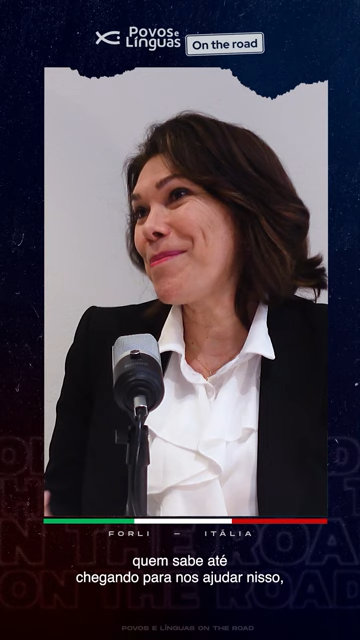 Povos e
Línguas
On the road
FORLI — ITÁLIA
quem sabe até
chegando para nos ajudar nisso,
POVOS E LÍNGUAS ON THE ROAD